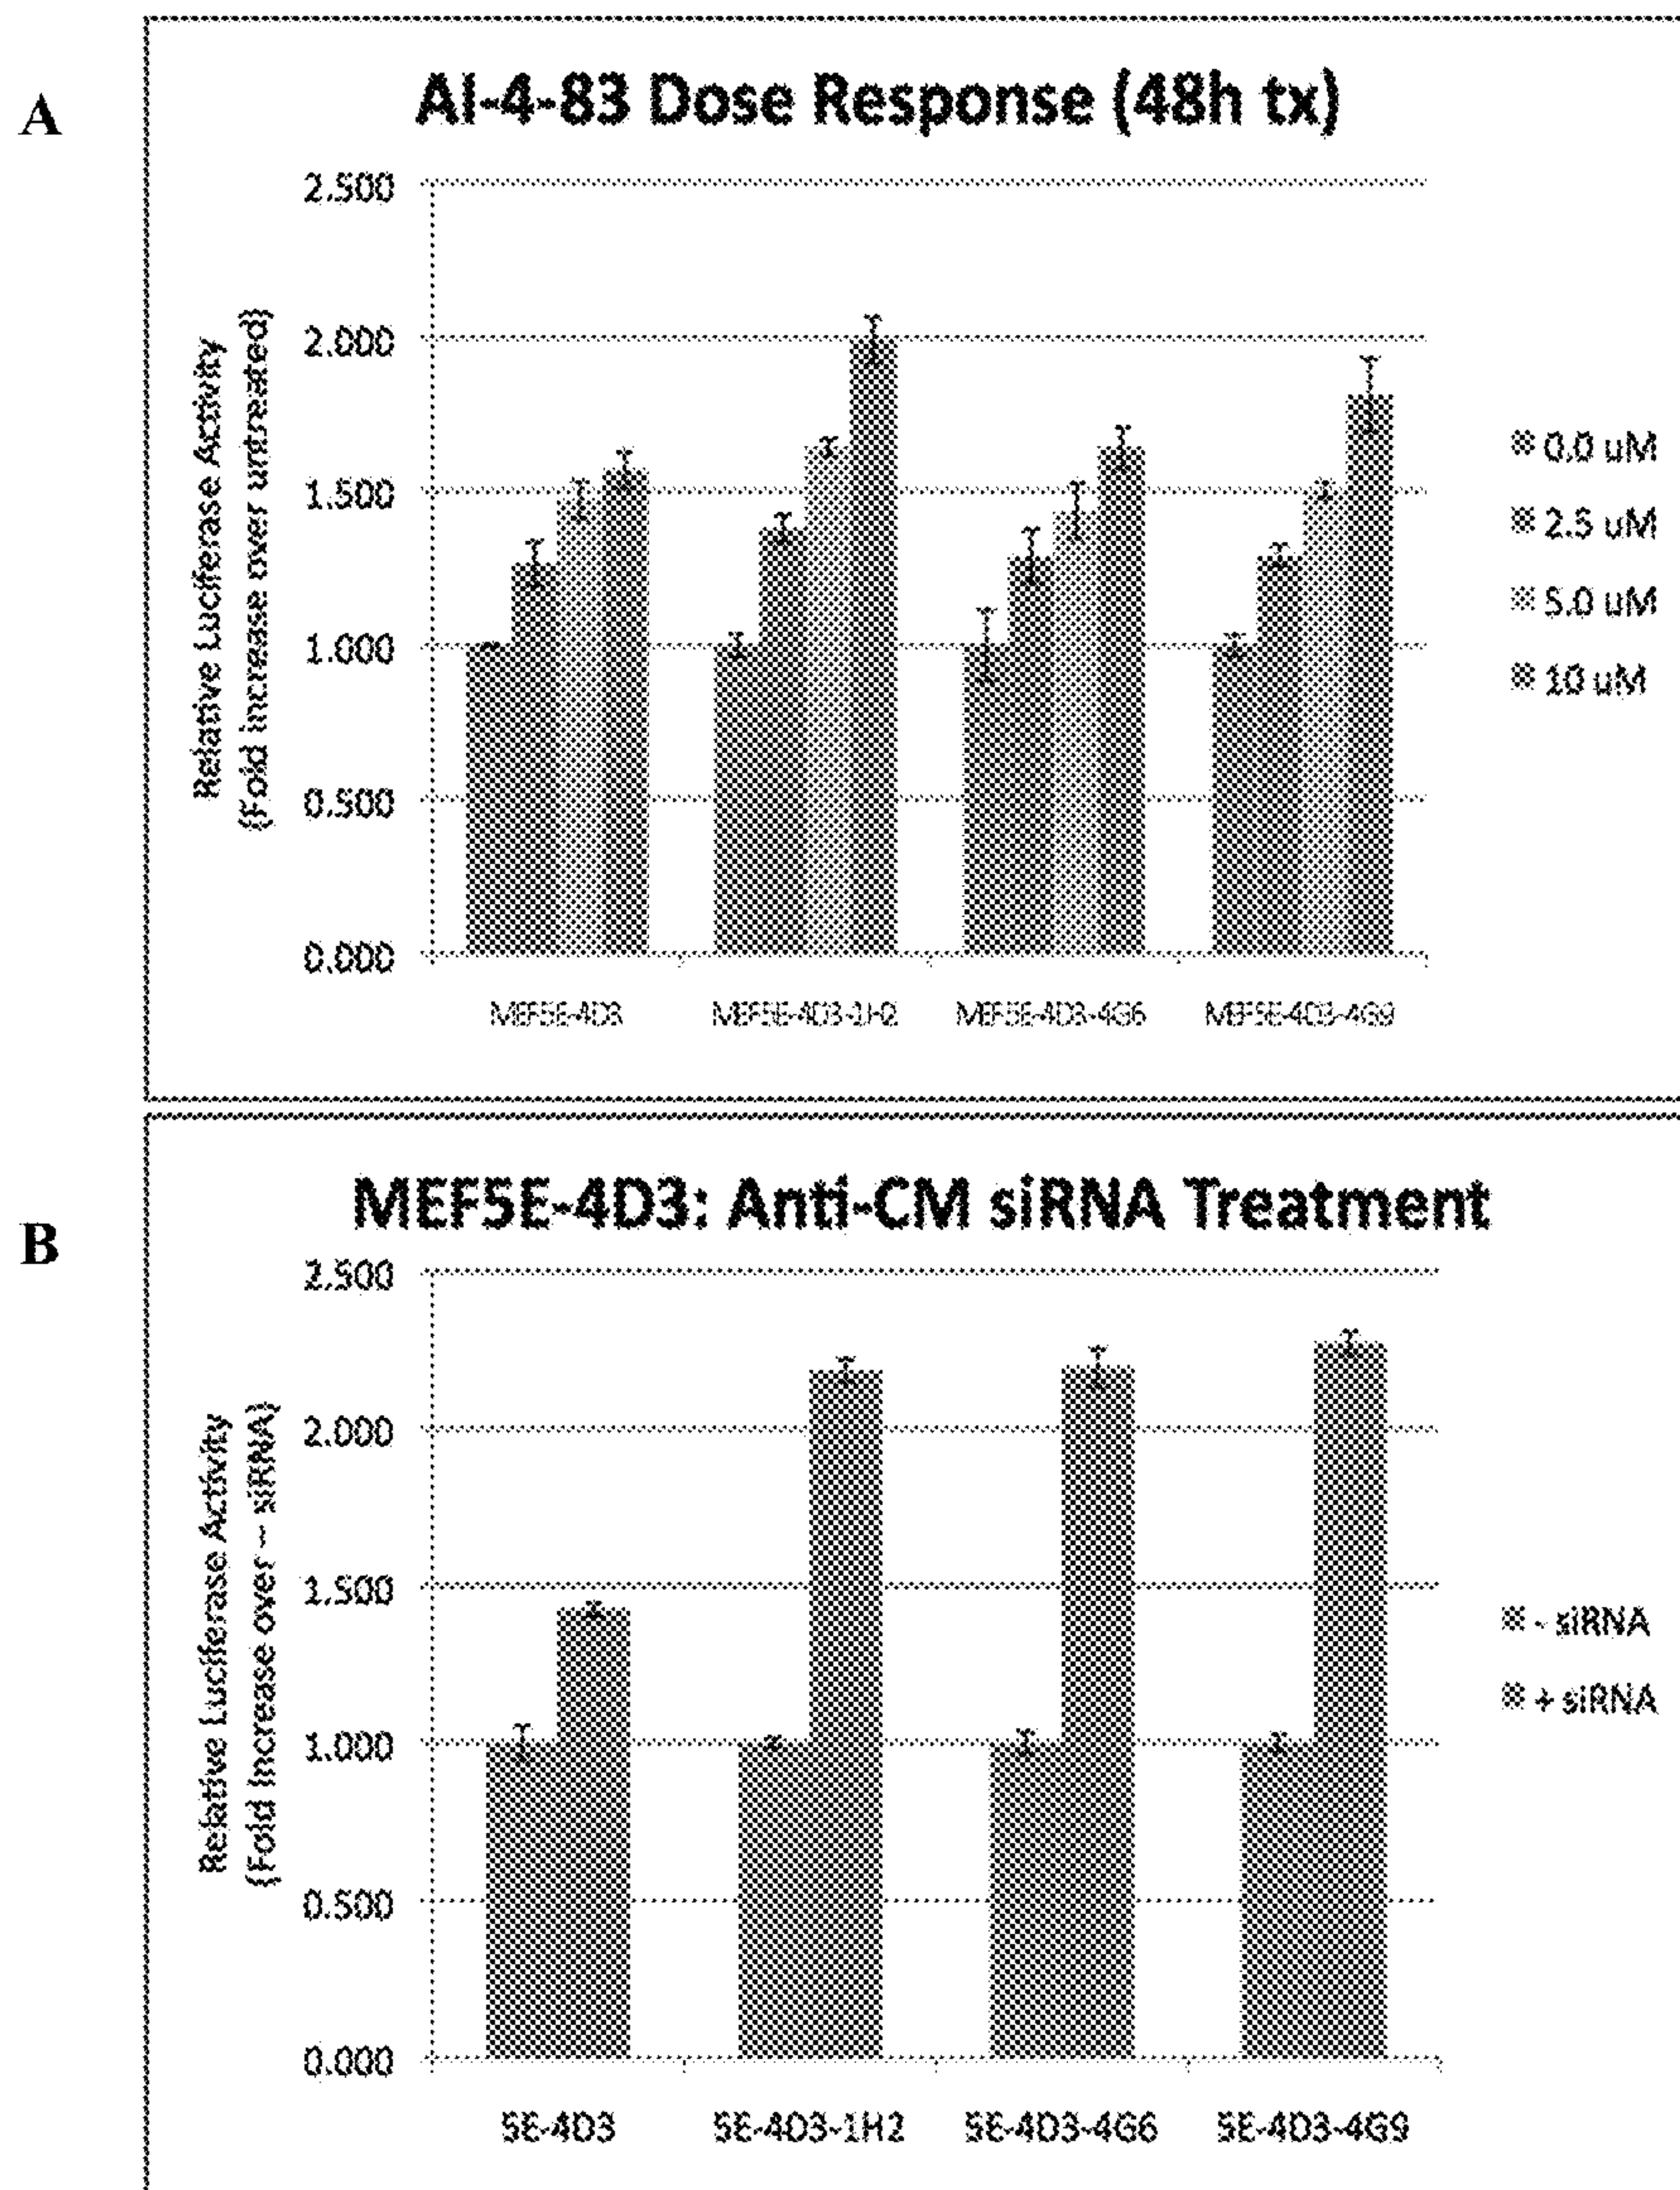 A
AI-4-83 Dose Response (48h tx)
2.500
2.000
1.500
1.000
0.500
0.000
Relative Luciferase Activity
(Fold increase over untreated)
0.0 uM
2.5 uM
5.0 uM
10 uM
MEF5E-4D3
MEF5E-4D3-1H2
MEF5E-4D3-4G6
MEF5E-4D3-4G9
B
MEF5E-4D3: Anti-CM siRNA Treatment
2.500
2.000
1.500
1.000
0.500
0.000
Relative Luciferase Activity
(Fold Increase over - siRNA)
- siRNA
+ siRNA
5E-4D3
5E-4D3-1H2
5E-4D3-4G6
5E-4D3-4G9